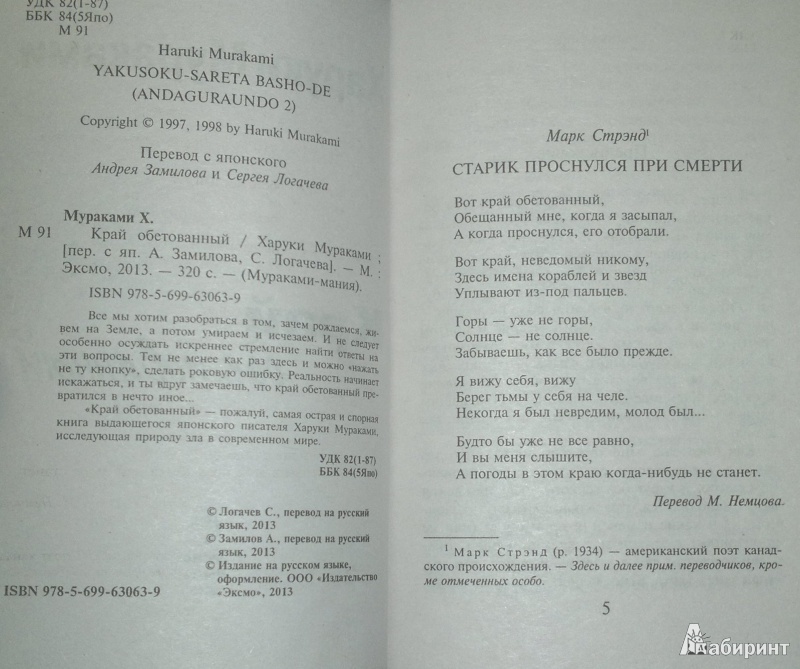 УДК 82(1-87)
ББК 84(5Япо)
М 91
Haruki Murakami
YAKUSOKU-SARETA BASHO-DE
(ANDAGURAUNDO 2)
Copyright © 1997, 1998 by Haruki Murakami
Перевод с японского
Андрея Замилова и Сергея Логачева
Мураками Х.
М 91 Край обетованный / Харуки Мураками ;
[пер. с яп. А. Замилова, С. Логачева]. — М. :
Эксмо, 2013. — 320 с. — (Мураками-мания).
ISBN 978-5-699-63063-9
Все мы хотим разобраться в том, зачем рождаемся, жи-
вем на Земле, а потом умираем и исчезаем. И не следует
особенно осуждать искреннее стремление найти ответы на
эти вопросы. Тем не менее как раз здесь и можно «нажать
не ту кнопку», сделать роковую ошибку. Реальность начинает
искажаться, и ты вдруг замечаешь, что край обетованный пре-
вратился в нечто иное...
«Край обетованный» — пожалуй, самая острая и спорная
книга выдающегося японского писателя Харуки Мураками,
исследующая природу зла в современном мире.
УДК 82(1-87)
ББК 84(5Япо)
© Логачев С., перевод на русский
язык, 2013
© Замилов А., перевод на русский
язык, 2013
© Издание на русском языке,
оформление. ООО «Издательство
«Эксмо», 2013
ISBN 978-5-699-63063-9
Марк Стрэнд¹
СТАРИК ПРОСНУЛСЯ ПРИ СМЕРТИ
Вот край обетованный,
Обещанный мне, когда я засыпал,
А когда проснулся, его отобрали.
Вот край, неведомый никому,
Здесь имена кораблей и звезд
Уплывают из-под пальцев.
Горы — уже не горы,
Солнце — не солнце.
Забываешь, как все было прежде.
Я вижу себя, вижу
Берег тьмы у себя на челе.
Некогда я был невредим, молод был...
Будто бы уже не все равно,
И вы меня слышите,
А погоды в этом краю когда-нибудь не станет.
Перевод М. Немцова.
¹ Марк Стрэнд (р. 1934) — американский поэт канад-
ского происхождения. — Здесь и далее прим. переводчиков, кро-
ме отмеченных особо.
5
Лабиринт